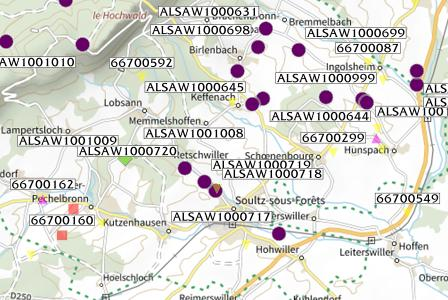 le Hochwald
ALSAW1000631
Bremmelbach
ALSAW1000698
ALSAW1000699
Birlenbach
66700087
AW1001010
66700592
Ingolsheim
ALSAW1000999
ALSAW1000645
Keffenach
Lobsann
ALSAW1000644
Memmelshoffen
Lampertsloch
ALSAW1001008
ALSAW1001009
66700299
Hunspach
ALSAW1000720
Retschwiller
Schoenenbourg
ALSAW1000719
ALSAW1000718
66700162
Pechelbronn
66700549
Soultz-sous-Forêts
66700160
Kutzenhausen
ALSAW1000717
Hohwiller
Hoffen
Leiterswiller
Hoelschloch
D250
Reimerswiller
Kuhlendorf